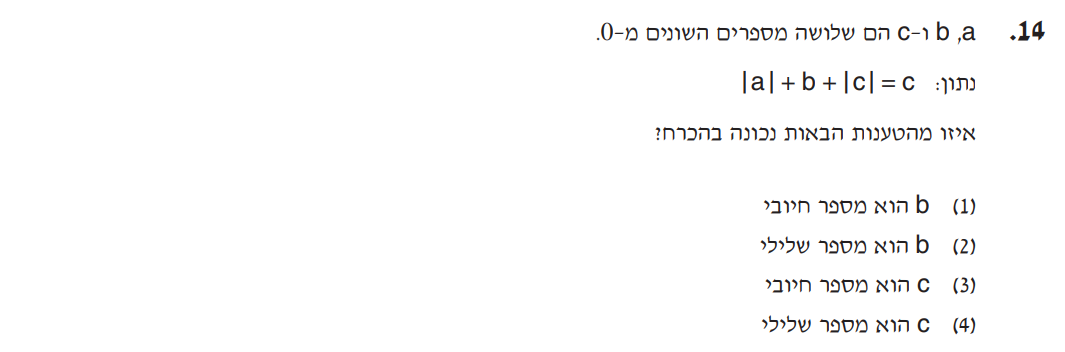 14. a, b ו-c הם שלושה מספרים השונים מ-0.
נתון: |a| + b + |c| = c
איזו מהטענות הבאות נכונה בהכרח?
(1) b הוא מספר חיובי
(2) b הוא מספר שלילי
(3) c הוא מספר חיובי
(4) c הוא מספר שלילי